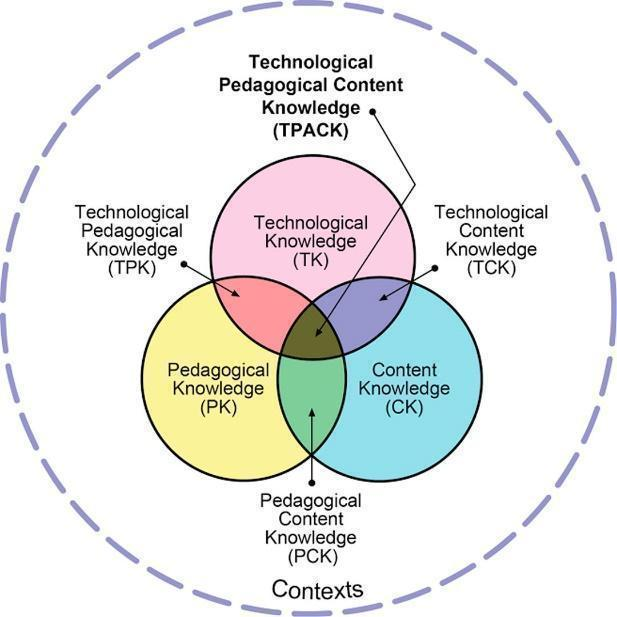 Technological
Pedagogical Content
Knowledge
(TPACK)
Technological
Pedagogical
Knowledge
(TPK)
Technological
Knowledge
(TK)
Technological
Content
Knowledge
(TCK)
Pedagogical
Knowledge
(PK)
Content
Knowledge
(CK)
Pedagogical
Content
Knowledge
(PCK)
Contexts